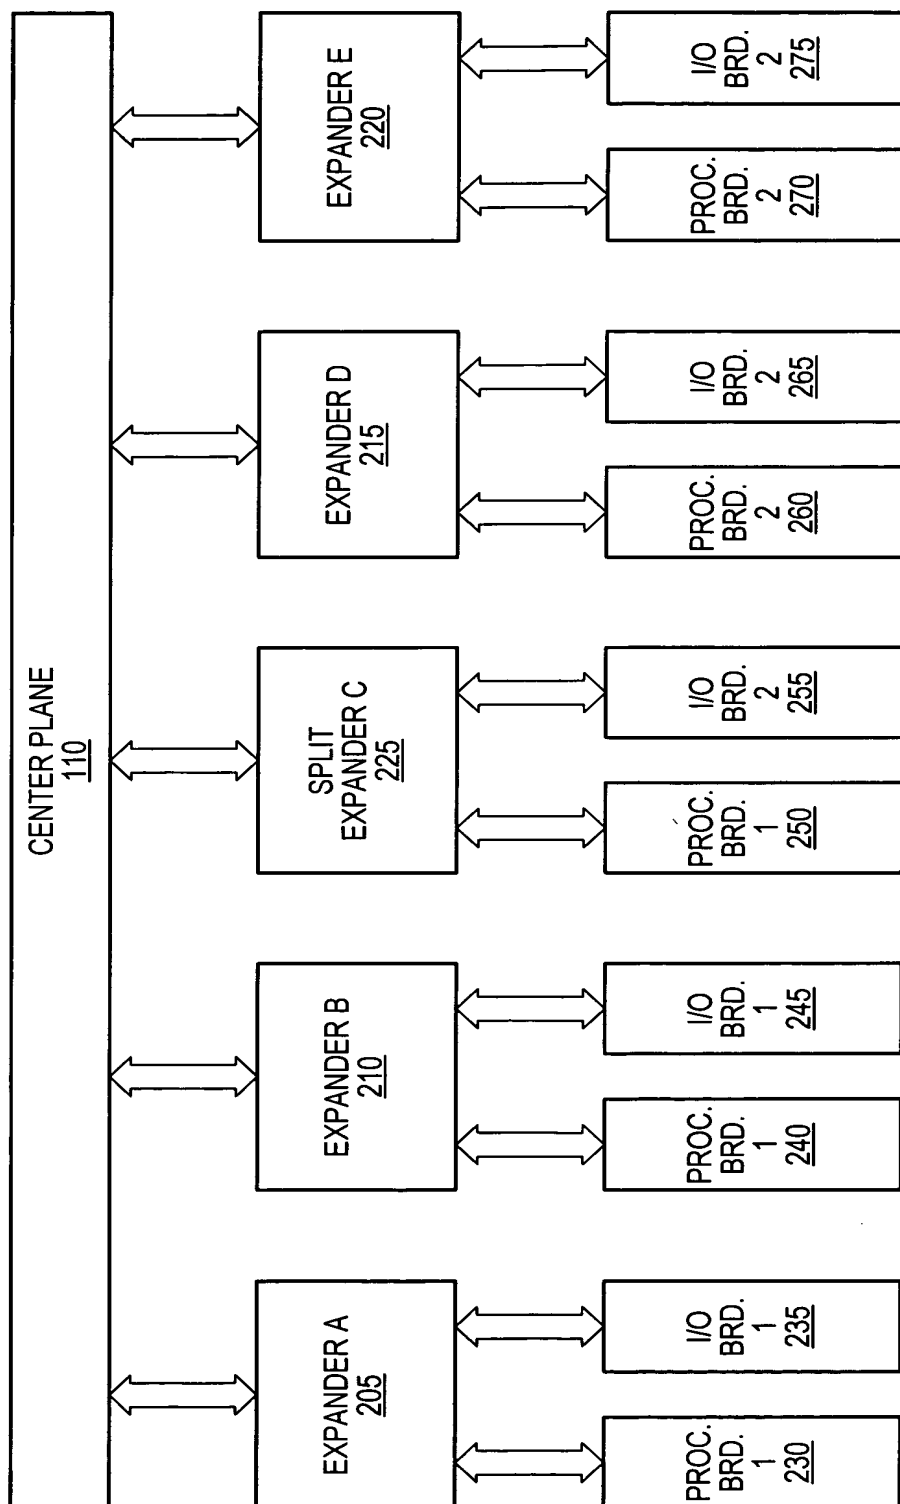 CENTER PLANE
110
EXPANDER A
205
EXPANDER B
210
SPLIT
EXPANDER C
225
EXPANDER D
215
EXPANDER E
220
PROC.
BRD.
1
230
I/O
BRD.
1
235
PROC.
BRD.
1
240
I/O
BRD.
1
245
PROC.
BRD.
1
250
I/O
BRD.
2
255
PROC.
BRD.
2
260
I/O
BRD.
2
265
PROC.
BRD.
2
270
I/O
BRD.
2
275